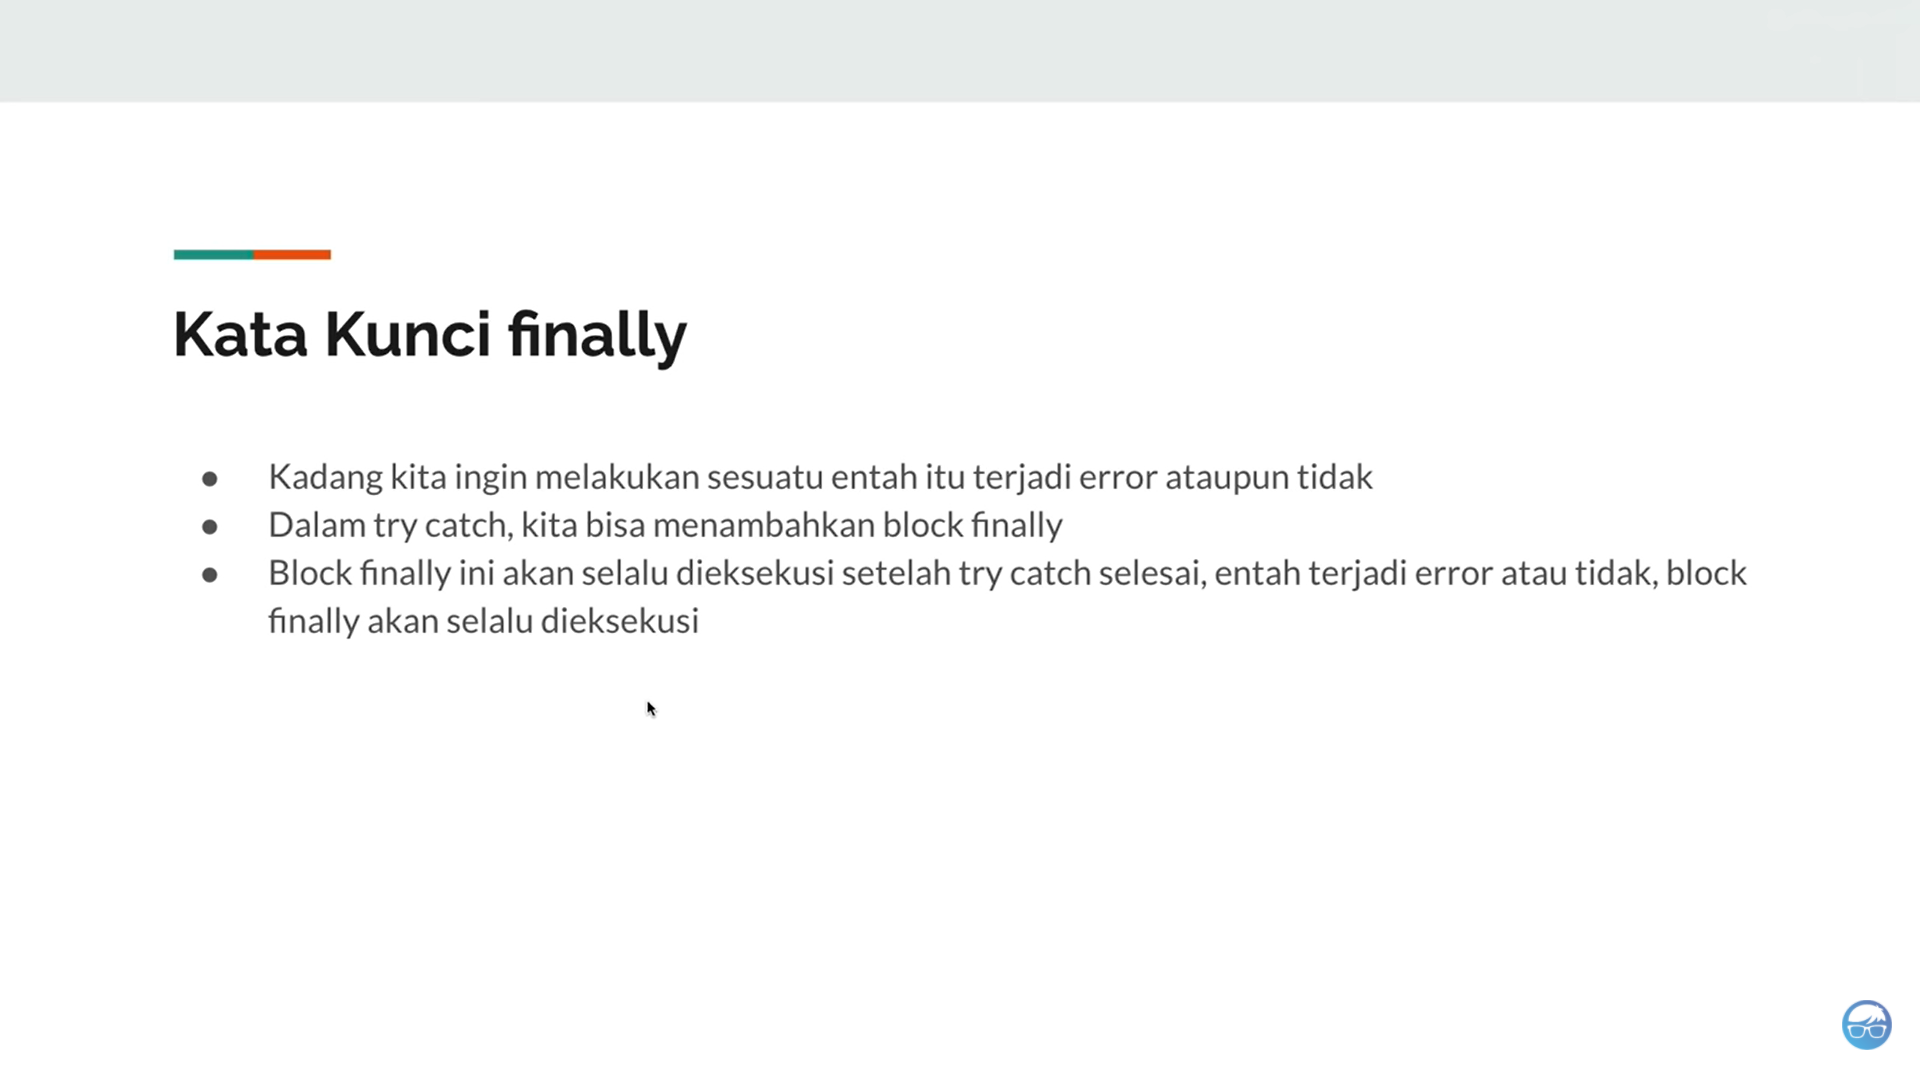 Kata Kunci finally
● Kadang kita ingin melakukan sesuatu entah itu terjadi error ataupun tidak
● Dalam try catch, kita bisa menambahkan block finally
● Block finally ini akan selalu dieksekusi setelah try catch selesai, entah terjadi error atau tidak, block
finally akan selalu dieksekusi